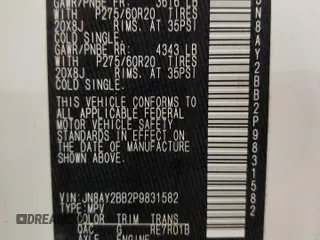 GAWR/PNBE FR: 3616 LB
WITH P275/60R20 TIRES
20X8J RIMS. AT 35PSI
COLD SINGLE.
GAWR/PNBE RR: 4343 LB
WITH P275/60R20 TIRES
20X8J RIMS. AT 35PSI
COLD SINGLE.
THIS VEHICLE CONFORMS TO
ALL APPLICABLE FEDERAL
MOTOR VEHICLE SAFETY
STANDARDS IN EFFECT ON THE
DATE OF MANUFACTURE
SHOWN ABOVE.
VIN:JN8AY2BB2P9831582
TYPE:MPV
COLOR TRIM TRANS
QAC G RE7R01B
AXLE ENGINE
JN8AY2BB2P9831582
DREAM